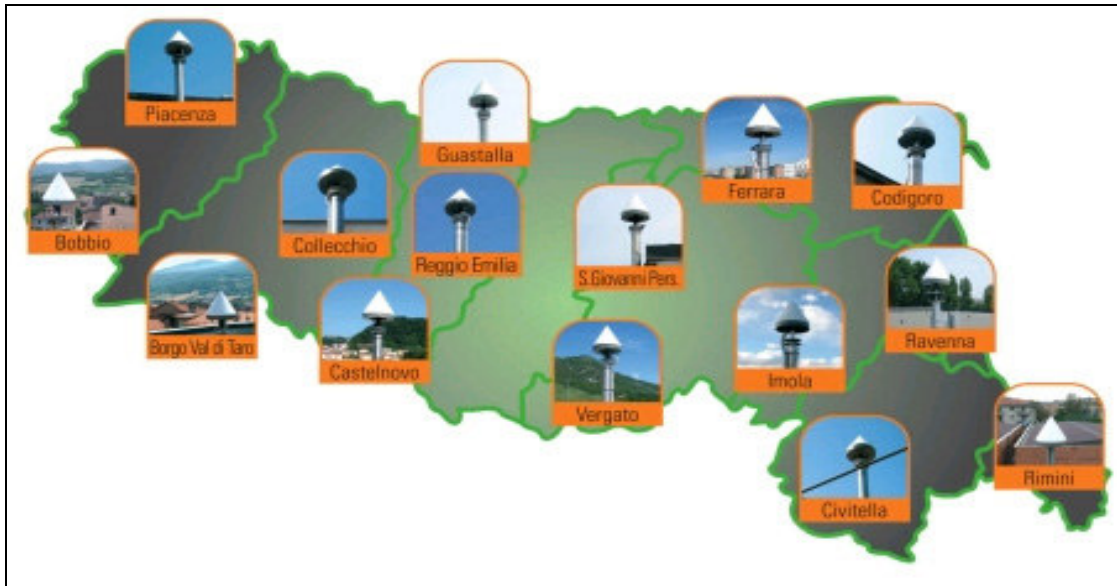 Piacenza
Guastalla
Ferrara
Codigoro
Bobbio
Collecchio
Reggio Emilia
S.Giovanni Pers.
Borgo Val di Taro
Castelnovo
Vergato
Imola
Ravenna
Civitella
Rimini